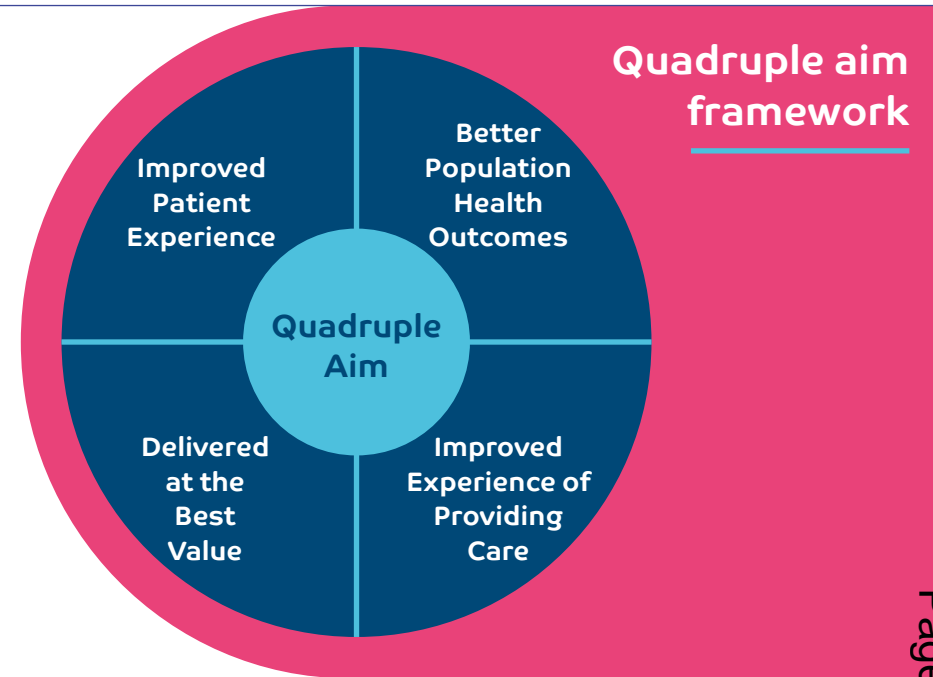 Quadruple aim
framework
Improved
Patient
Experience
Better
Population
Health
Outcomes
Quadruple
Aim
Delivered
at the
Best
Value
Improved
Experience of
Providing
Care
Page